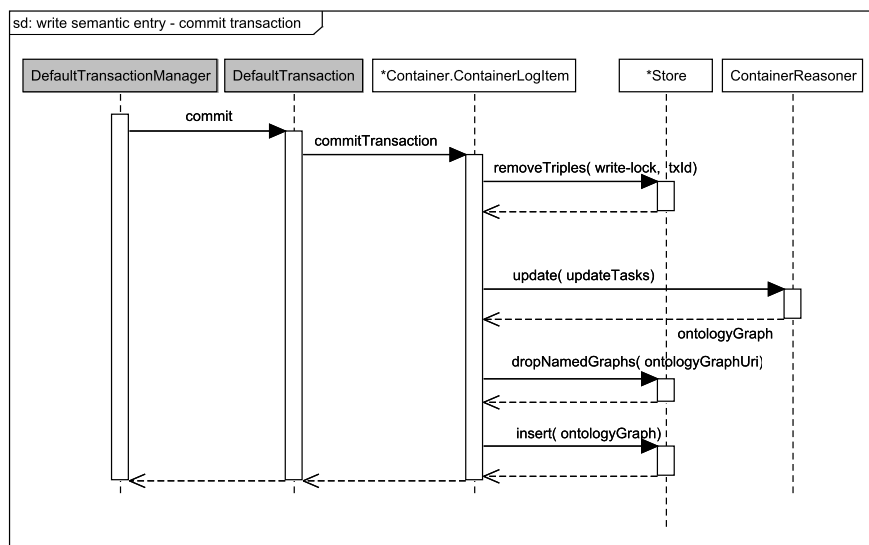 sd: write semantic entry - commit transaction
DefaultTransactionManager
DefaultTransaction
*Container.ContainerLogItem
*Store
ContainerReasoner
commit
commitTransaction
removeTriples( write-lock, txId)
update( updateTasks)
ontologyGraph
dropNamedGraphs( ontologyGraphUri)
insert( ontologyGraph)